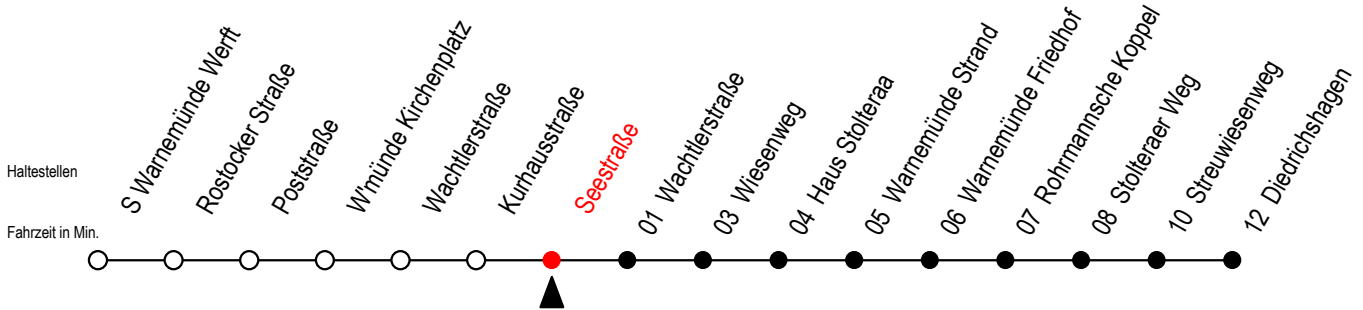 Haltestellen
Fahrzeit in Min.
S Warnemünde Werft
Rostocker Straße
Poststraße
W'münde Kirchenplatz
Wachtlerstraße
Kurhausstraße
Seestraße
01 Wachtlerstraße
03 Wiesenweg
04 Haus Stolteraa
05 Warnemünde Strand
06 Warnemünde Friedhof
07 Rohrmannsche Koppel
08 Stolteraer Weg
10 Streuwiesenweg
12 Diedrichshagen